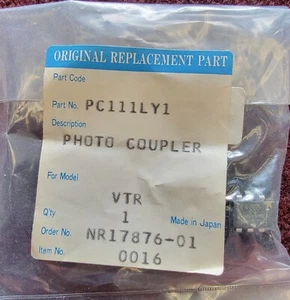 ORIGINAL REPLACEMENT PART
Part Code
Part No. PC111LY1
Description
PHOTO COUPLER
For Model
VTR
Q'ty 1 Made in Japan
Order No. NR17876-01
Item No. 0016